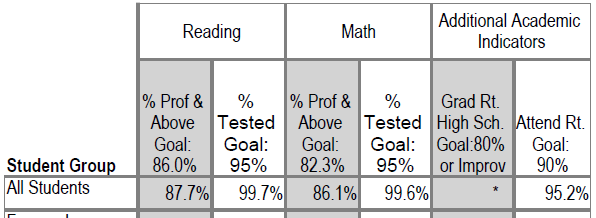 Reading Math Additional Academic
Indicators
% Prof & % % Prof & % Grad Rt.
Above Tested Above Tested High Sch. Attend Rt.
Goal: Goal: Goal: Goal: Goal:80% Goal:
Student Group 86.0% 95% 82.3% 95% or Improv 90%
All Students 87.7% 99.7% 86.1% 99.6% * 95.2%